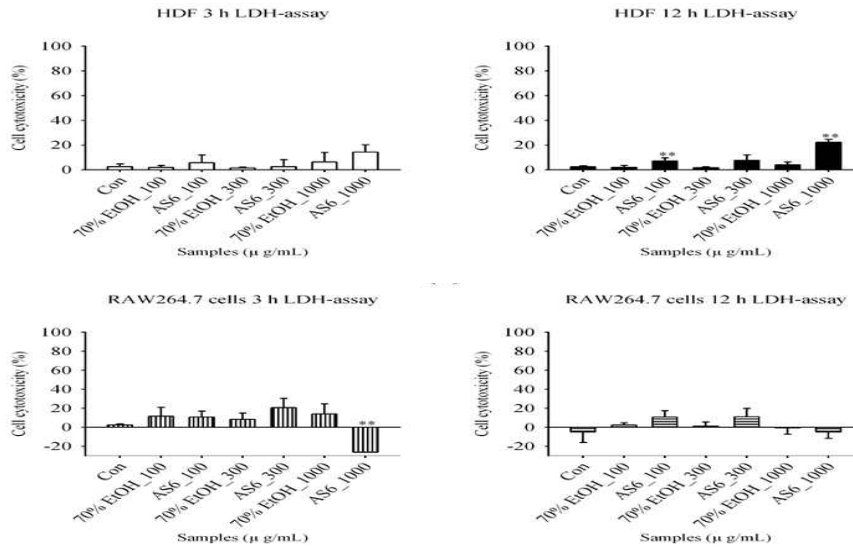 HDF 3 h LDH-assay
Cell cytotoxicity (%)
100
80
60
40
20
0
Con
70% EtOH_100
AS6_100
70% EtOH_300
AS6_300
70% EtOH_1000
AS6_1000
Samples (µ g/mL)
HDF 12 h LDH-assay
Cell cytotoxicity (%)
100
80
60
40
20
0
**
**
Con
70% EtOH_100
AS6_100
70% EtOH_300
AS6_300
70% EtOH_1000
AS6_1000
Samples (µ g/mL)
RAW264.7 cells 3 h LDH-assay
Cell cytotoxicity (%)
100
80
60
40
20
0
-20
**
Con
70% EtOH_100
AS6_100
70% EtOH_300
AS6_300
70% EtOH_1000
AS6_1000
Samples (µ g/mL)
RAW264.7 cells 12 h LDH-assay
Cell cytotoxicity (%)
100
80
60
40
20
0
-20
Con
70% EtOH_100
AS6_100
70% EtOH_300
AS6_300
70% EtOH_1000
AS6_1000
Samples (µ g/mL)